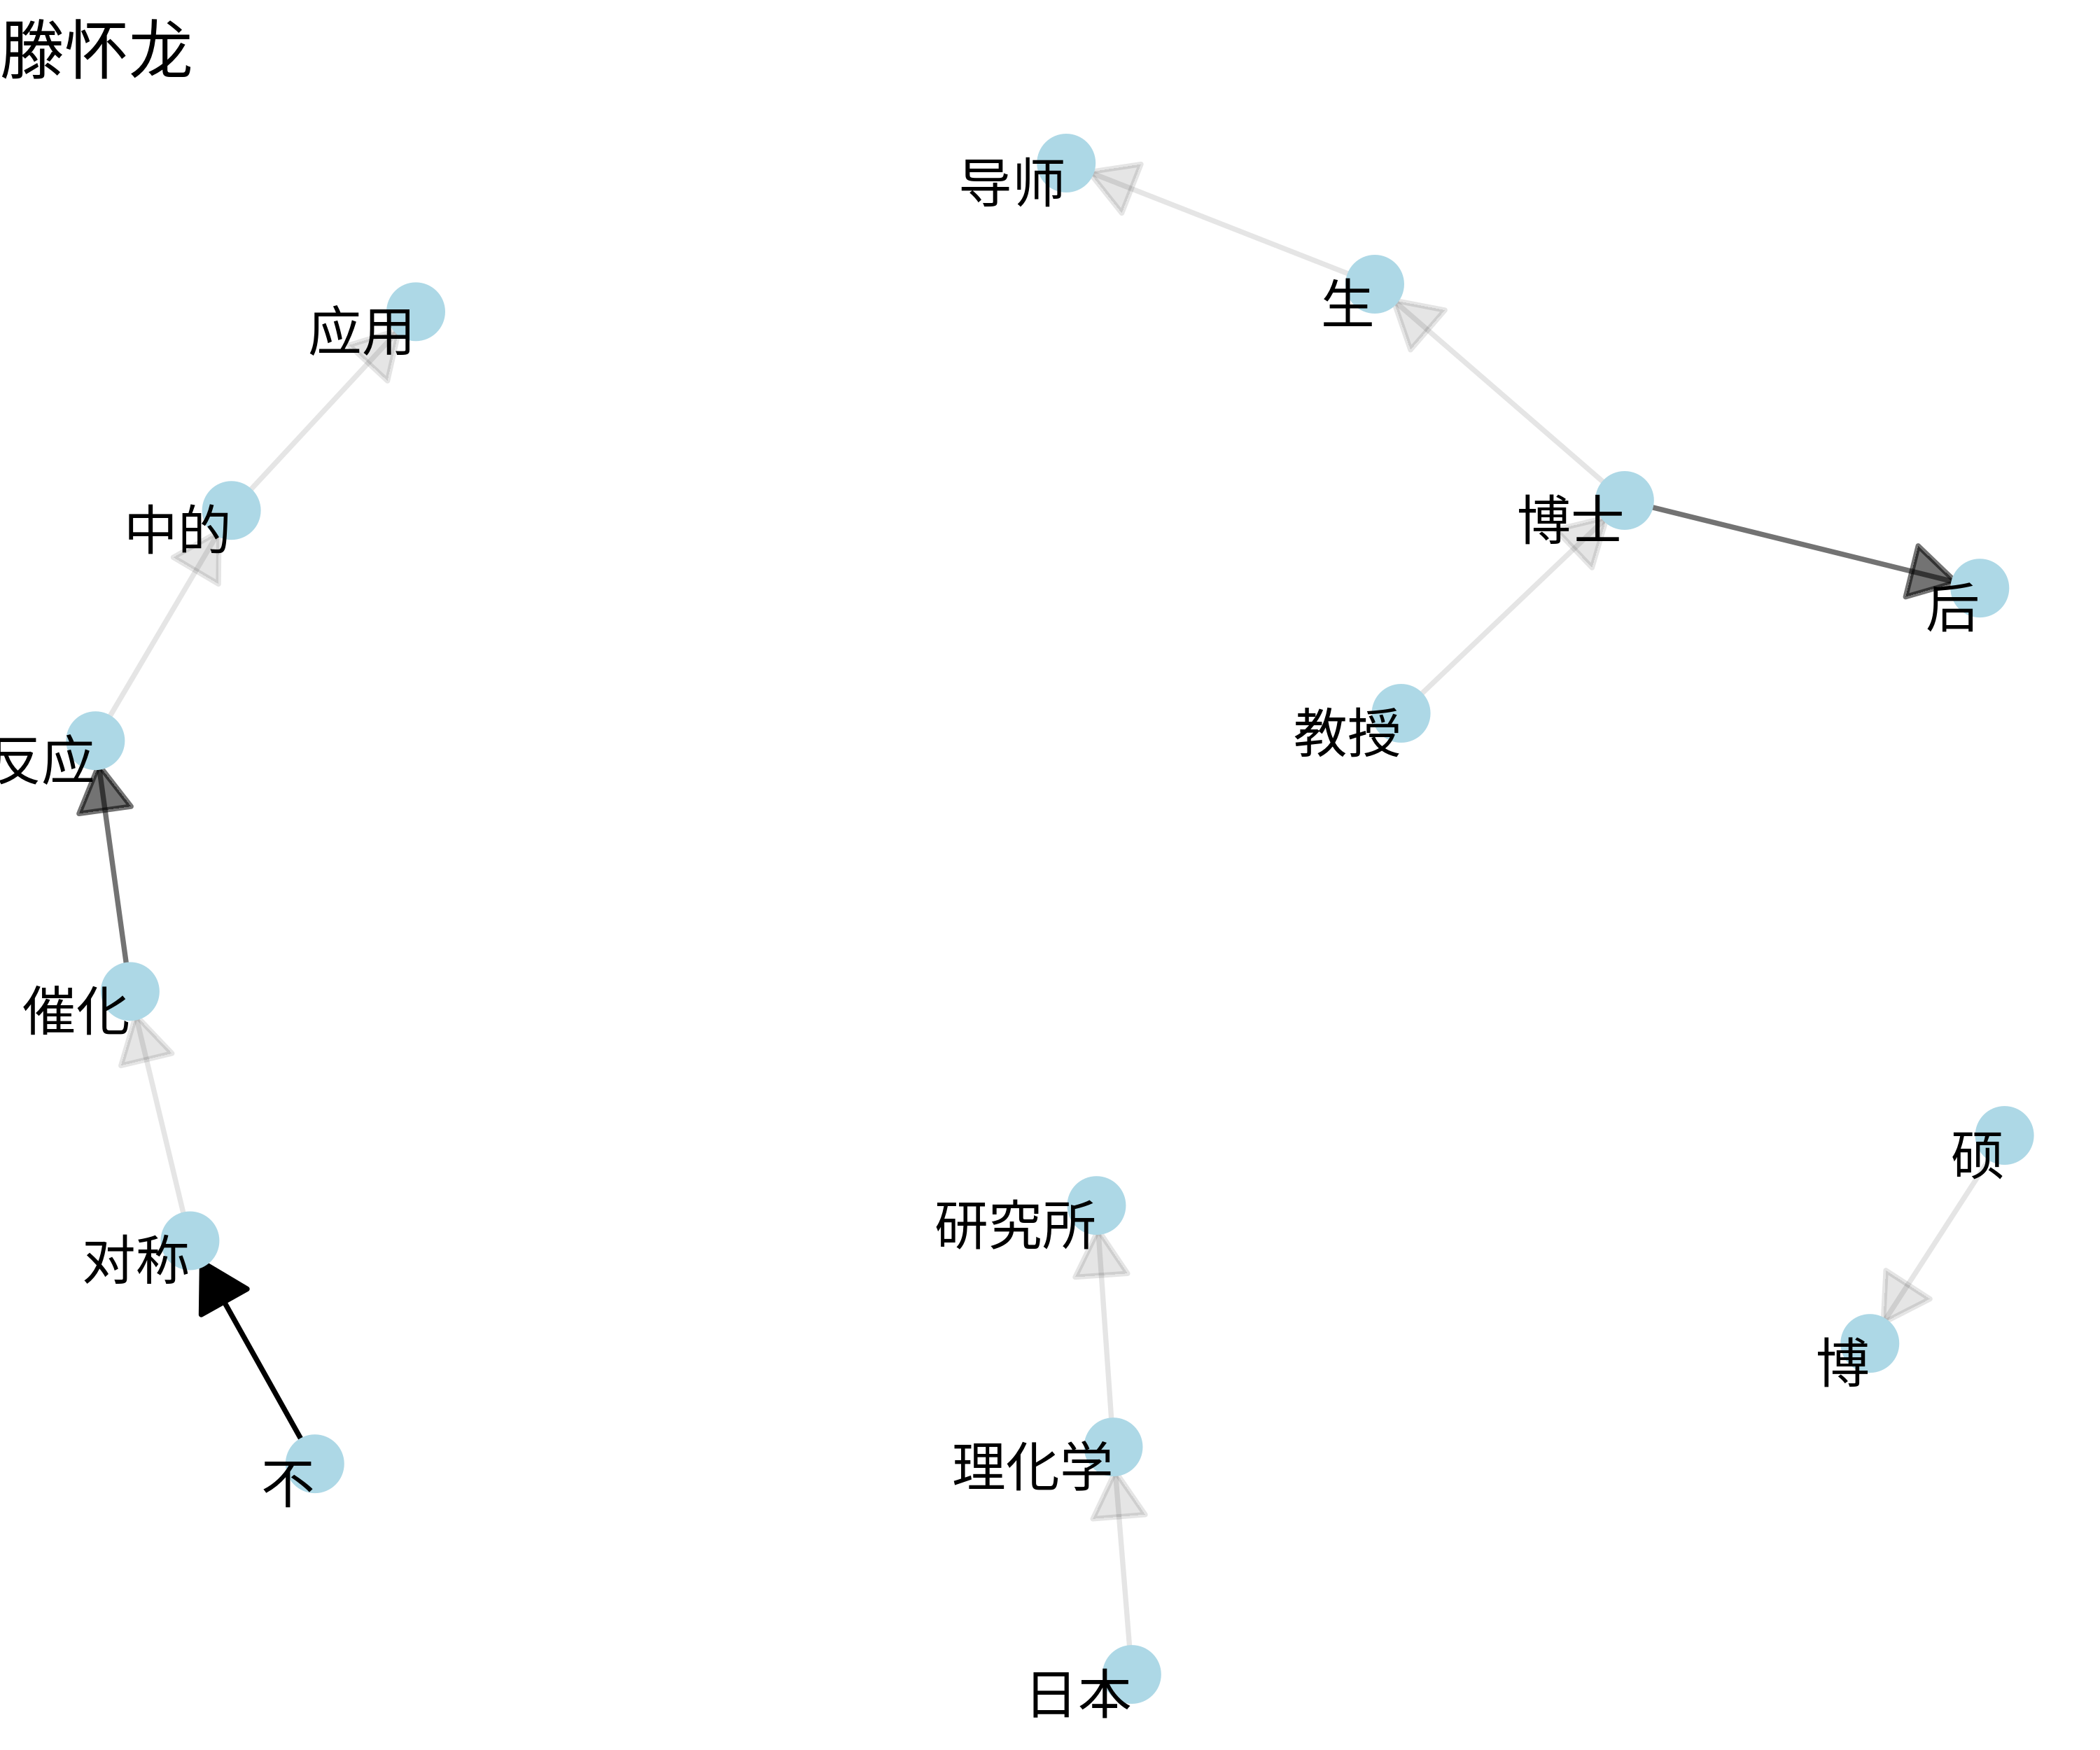 滕怀龙
导师
生
应用
博士
中的
后
教授
反应
催化
硕
研究所
对称
博
理化学
不
日本